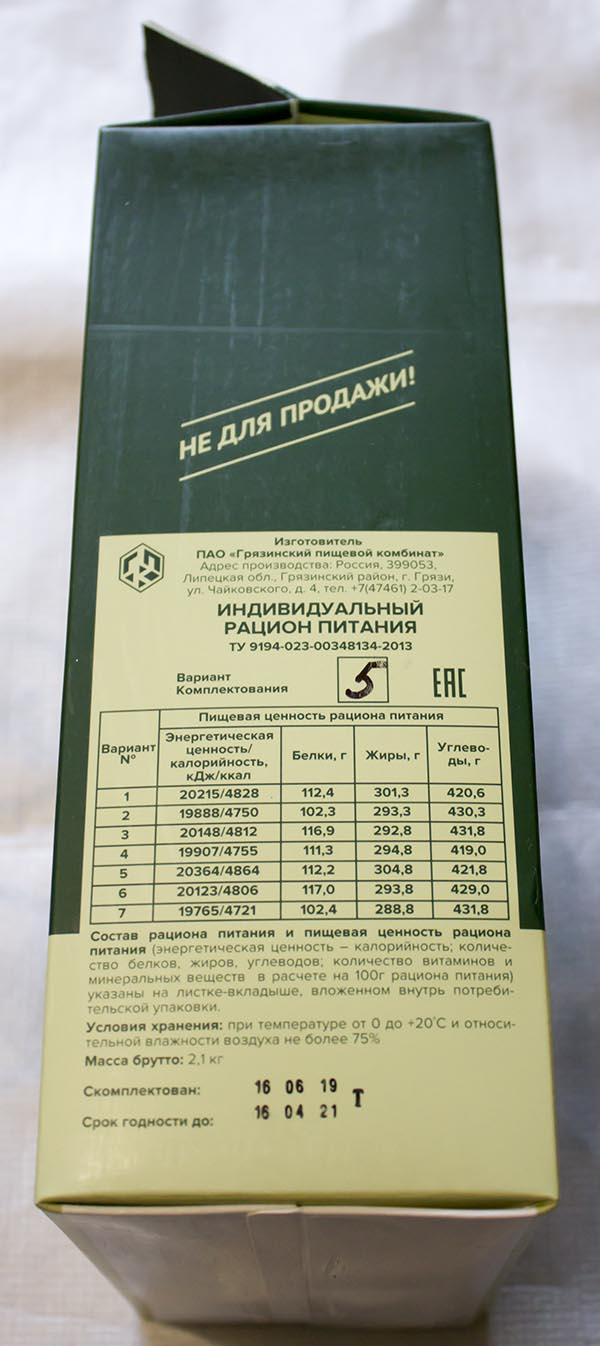 НЕ ДЛЯ ПРОДАЖИ!
Изготовитель
ПАО «Грязинский пищевой комбинат»
Адрес производства: Россия, 399053,
Липецкая обл., Грязинский район, г. Грязи,
ул. Чайковского, д. 4, тел. +7(47461) 2-03-17
ИНДИВИДУАЛЬНЫЙ
РАЦИОН ПИТАНИЯ
ТУ 9194-023-00348134-2013
Вариант
Комплектования
5
ЕАС
Пищевая ценность рациона питания
Вариант
№
Энергетическая
ценность/
калорийность,
кДж/ккал
Белки, г
Жиры, г
Углево-
ды, г
1 20215/4828 112,4 301,3 420,6
2 19888/4750 102,3 293,3 430,3
3 20148/4812 116,9 292,8 431,8
4 19907/4755 111,3 294,8 419,0
5 20364/4864 112,2 304,8 421,8
6 20123/4806 117,0 293,8 429,0
7 19765/4721 102,4 288,8 431,8
Состав рациона питания и пищевая ценность рациона
питания (энергетическая ценность – калорийность; количе-
ство белков, жиров, углеводов; количество витаминов и
минеральных веществ в расчете на 100г рациона питания)
указаны на листке-вкладыше, вложенном внутрь потреби-
тельской упаковки.
Условия хранения: при температуре от 0 до +20°С и относи-
тельной влажности воздуха не более 75%
Масса брутто: 2,1 кг
Скомплектован: 16 06 19 Т
Срок годности до: 16 04 21